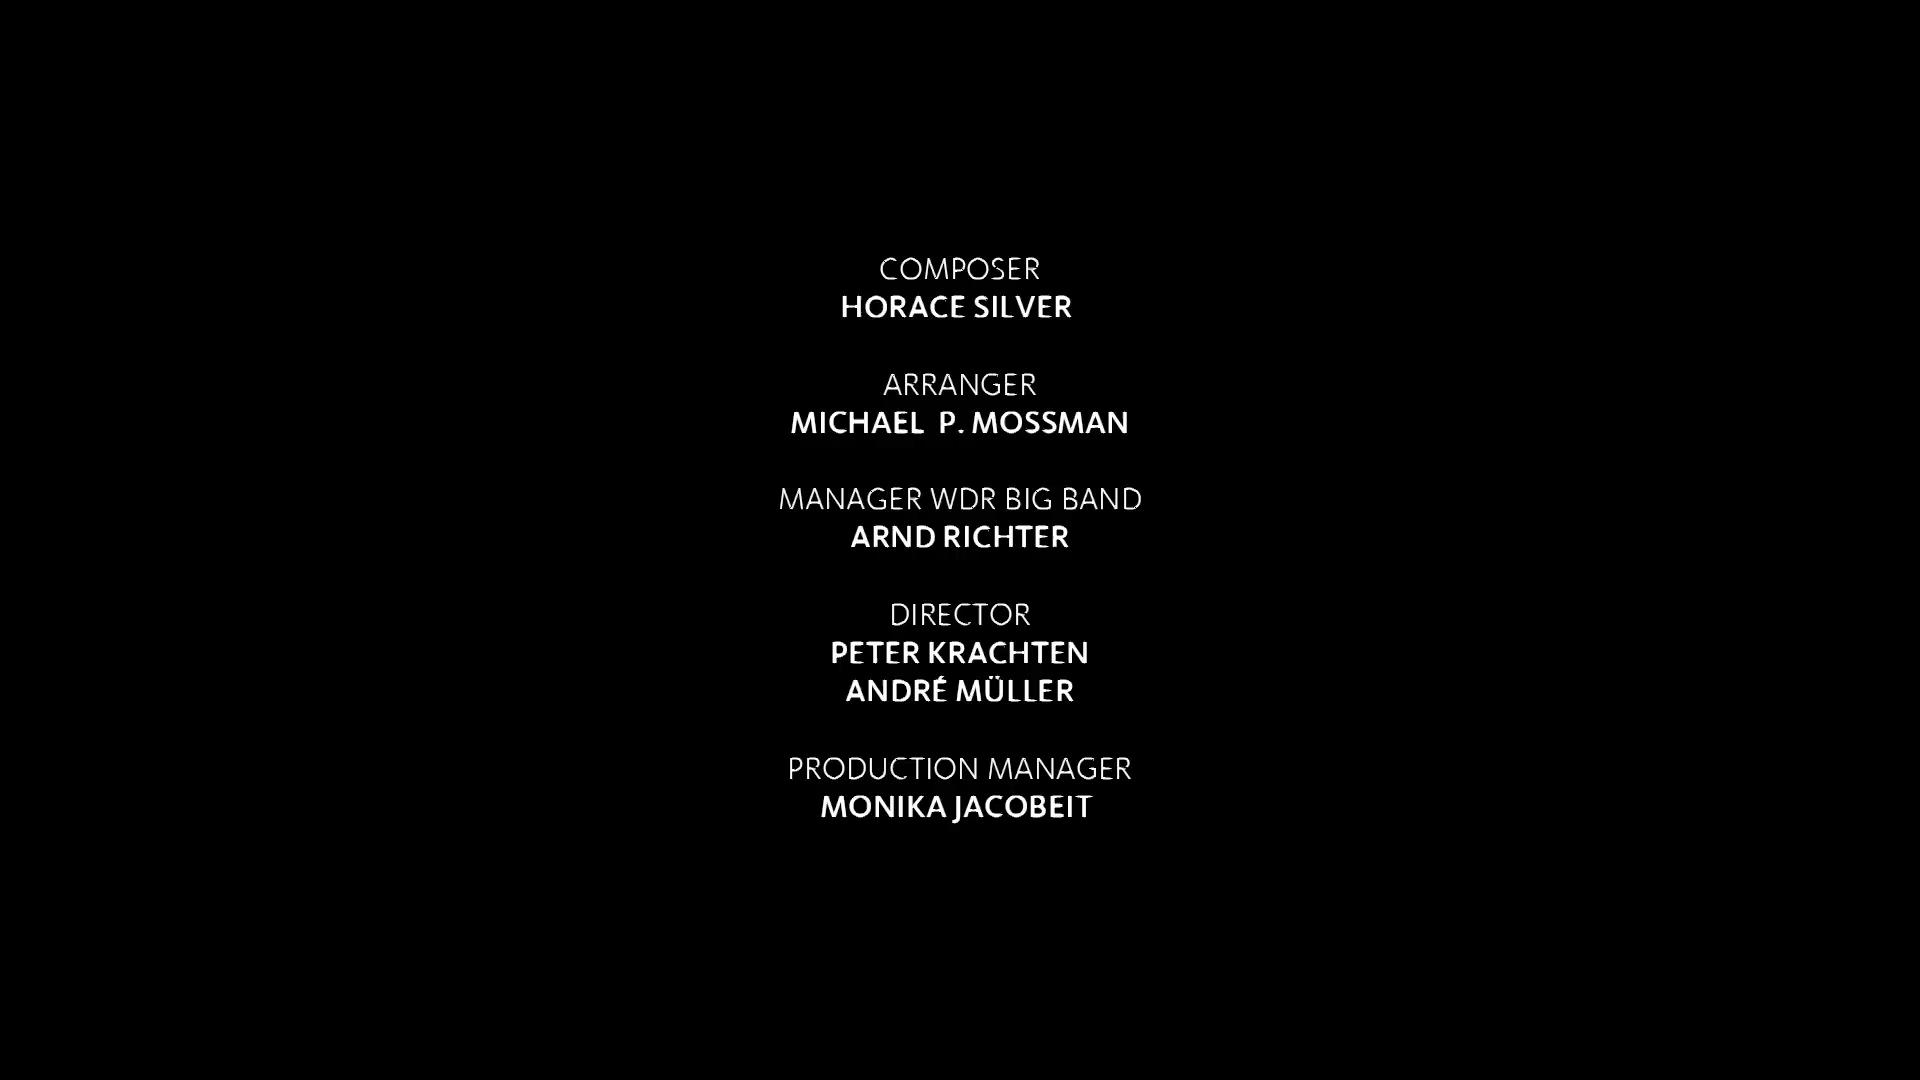 COMPOSER
HORACE SILVER
ARRANGER
MICHAEL P. MOSSMAN
MANAGER WDR BIG BAND
ARND RICHTER
DIRECTOR
PETER KRACHTEN
ANDRÉ MÜLLER
PRODUCTION MANAGER
MONIKA JACOBEIT